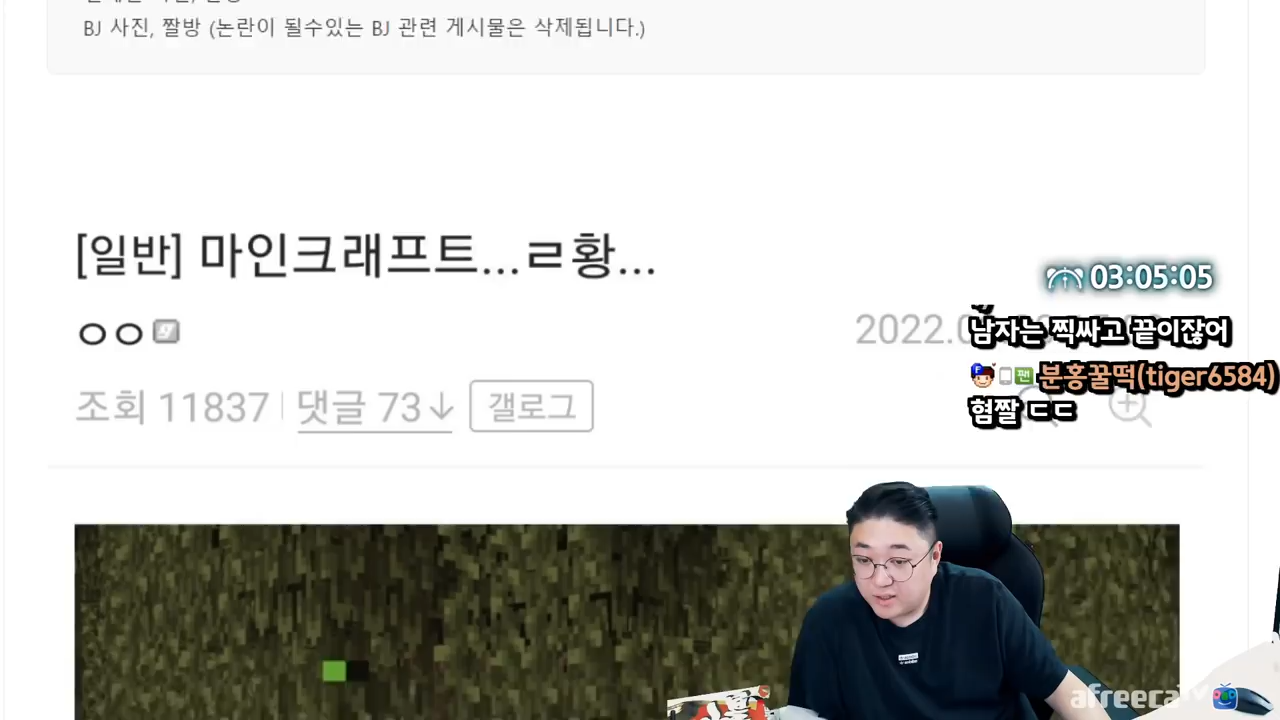 BJ 사진, 짤방 (논란이 될수있는 BJ 관련 게시물은 삭제됩니다.)
[일반] 마인크래프트...ㄹ황...
03:05:05
ㅇㅇ
2022.
남자는 찍싸고 끝이잖어
조회 11837
댓글 73↓
갤로그
분홍꿀떡(tiger6584)
혐짤 ㄷㄷ
afreecaTV